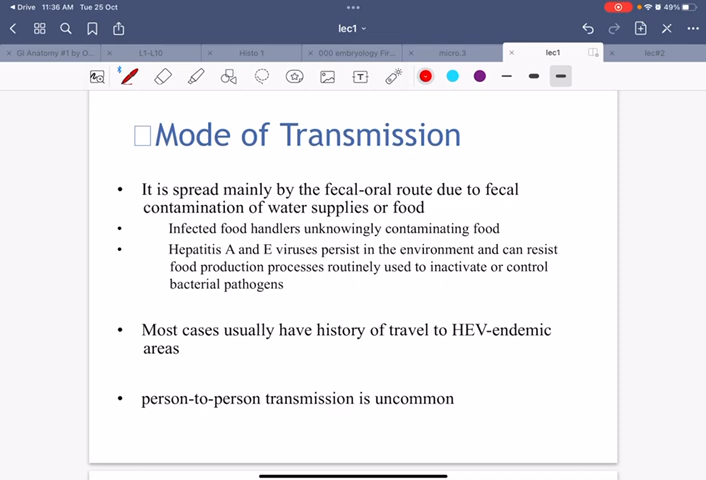 Drive 11:36 AM Tue 25 Oct
49%
lec1
GI Anatomy #1 by O...
L1-L10
Histo 1
000 embryology Fir...
micro.3
lec1
lec#2
Mode of Transmission
• It is spread mainly by the fecal-oral route due to fecal
contamination of water supplies or food
• Infected food handlers unknowingly contaminating food
• Hepatitis A and E viruses persist in the environment and can resist
food production processes routinely used to inactivate or control
bacterial pathogens
• Most cases usually have history of travel to HEV-endemic
areas
• person-to-person transmission is uncommon